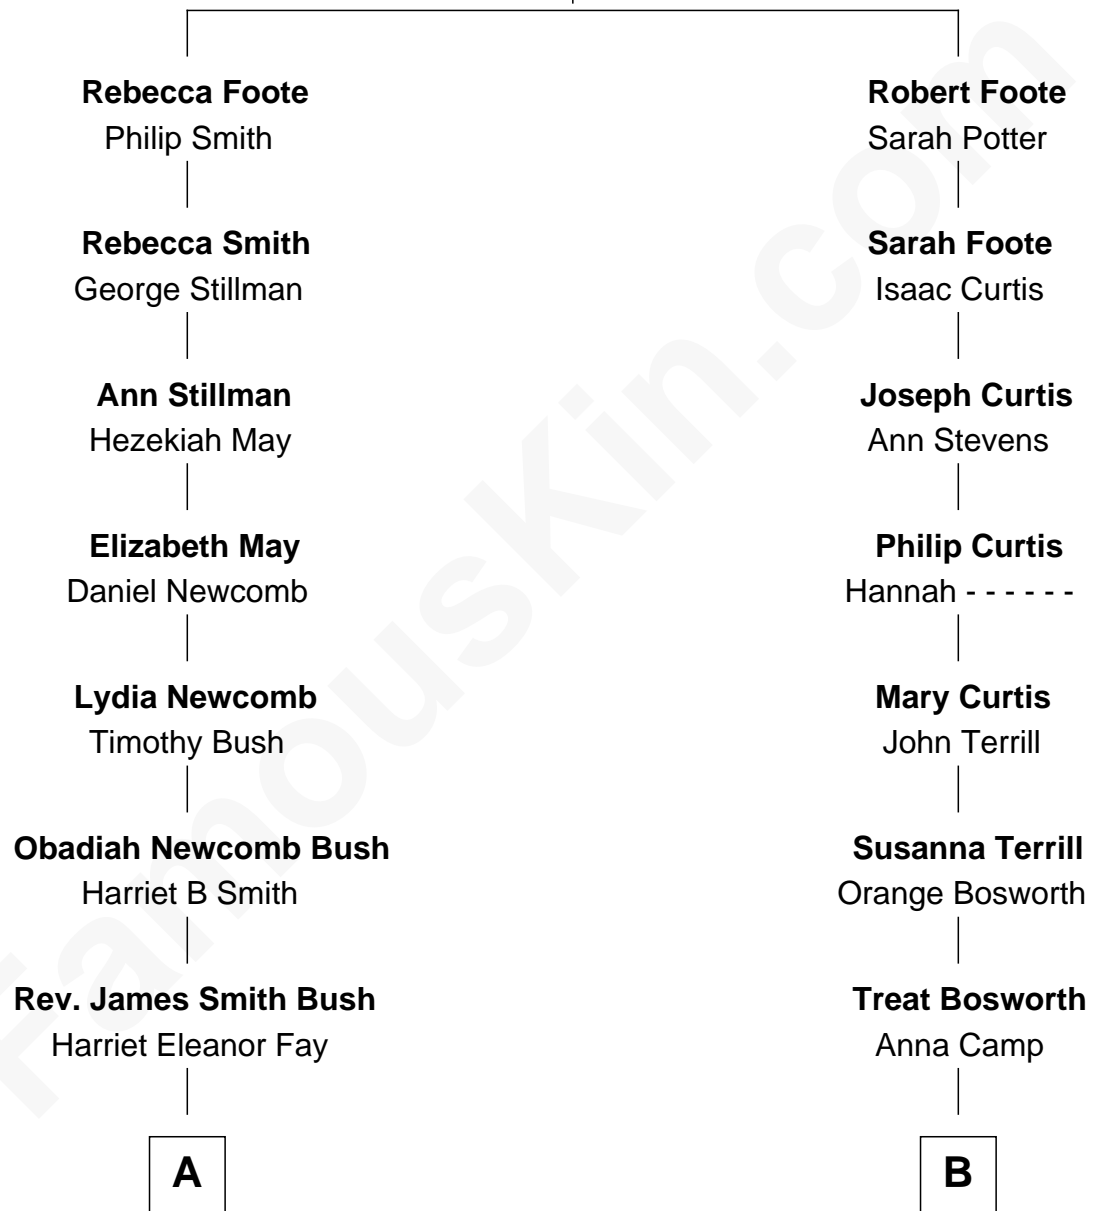 Rebecca Foote
Philip Smith
Robert Foote
Sarah Potter
Rebecca Smith
George Stillman
Sarah Foote
Isaac Curtis
Ann Stillman
Hezekiah May
Joseph Curtis
Ann Stevens
Elizabeth May
Daniel Newcomb
Philip Curtis
Hannah - - - - - -
Lydia Newcomb
Timothy Bush
Mary Curtis
John Terrill
Obadiah Newcomb Bush
Harriet B Smith
Susanna Terrill
Orange Bosworth
Rev. James Smith Bush
Harriet Eleanor Fay
Treat Bosworth
Anna Camp
A
B
FamousKin.com